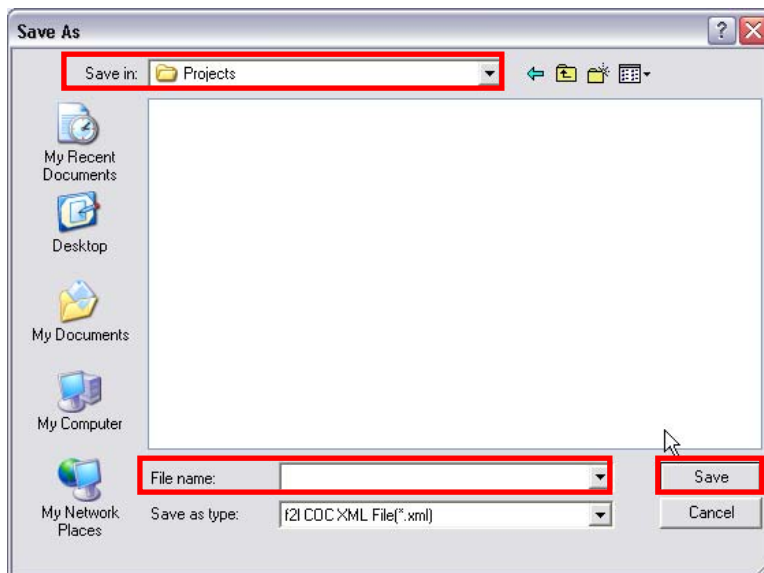 Save As
Save in:
Projects
My Recent
Documents
Desktop
My Documents
My Computer
My Network
Places
File name:
Save
Save as type:
f2l COC XML File(*.xml)
Cancel